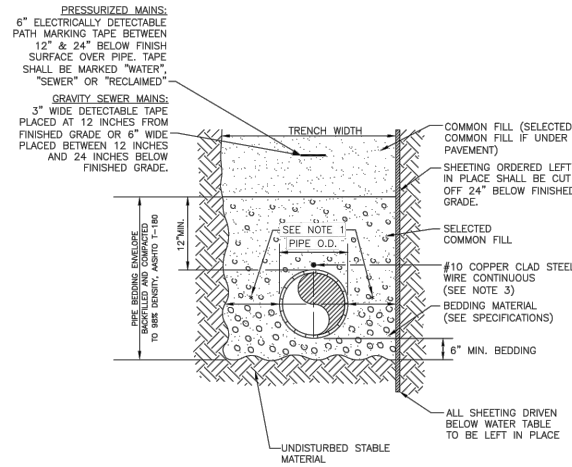 PRESSURIZED MAINS:
6" ELECTRICALLY DETECTABLE
PATH MARKING TAPE BETWEEN
12" & 24" BELOW FINISH
SURFACE OVER PIPE. TAPE
SHALL BE MARKED "WATER",
"SEWER" OR "RECLAIMED"
GRAVITY SEWER MAINS:
3" WIDE DETECTABLE TAPE
PLACED AT 12 INCHES FROM
FINISHED GRADE OR 6" WIDE
PLACED BETWEEN 12 INCHES
AND 24 INCHES BELOW
FINISHED GRADE.
TRENCH WIDTH
COMMON FILL (SELECTED
COMMON FILL IF UNDER
PAVEMENT)
SHEETING ORDERED LEFT
IN PLACE SHALL BE CUT
OFF 24" BELOW FINISHED
GRADE.
SELECTED
COMMON FILL
#10 COPPER CLAD STEEL
WIRE CONTINUOUS
(SEE NOTE 3)
BEDDING MATERIAL
(SEE SPECIFICATIONS)
6" MIN. BEDDING
ALL SHEETING DRIVEN
BELOW WATER TABLE
TO BE LEFT IN PLACE
UNDISTURBED STABLE
MATERIAL
PIPE BEDDING ENVELOPE
BACKFILLED AND COMPACTED
TO 98% DENSITY, AASHTO T-180
12"MIN.
SEE NOTE 1
PIPE O.D.